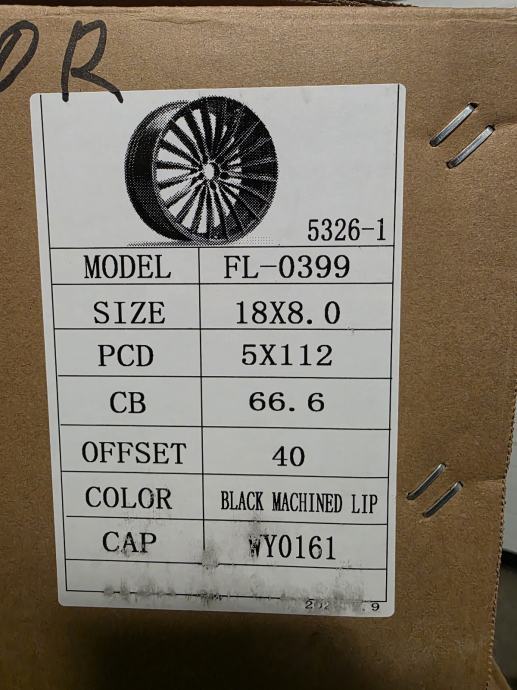 DR
5326-1
MODEL FL-0399
SIZE 18X8.0
PCD 5X112
CB 66.6
OFFSET 40
COLOR BLACK MACHINED LIP
CAP WY0161